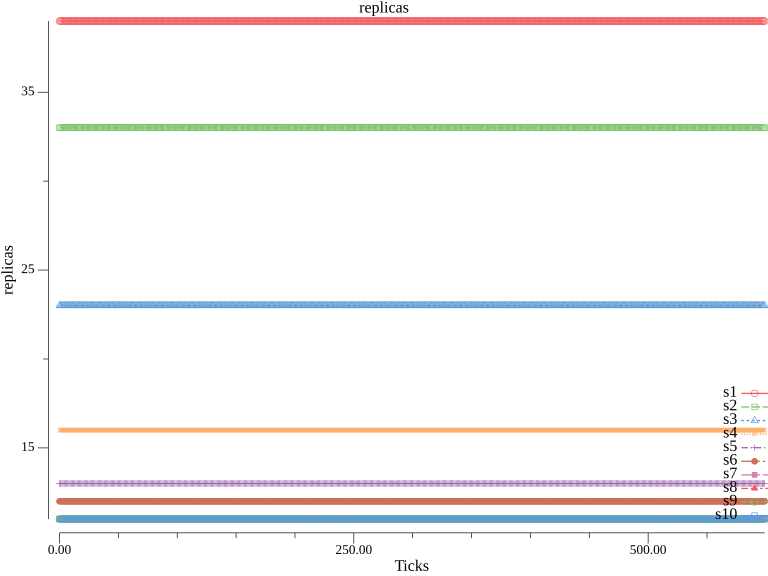 replicas
35
25
15
replicas
s1
s2
s3
s4
s5
s6
s7
s8
s9
s10
0.00 250.00 500.00
Ticks